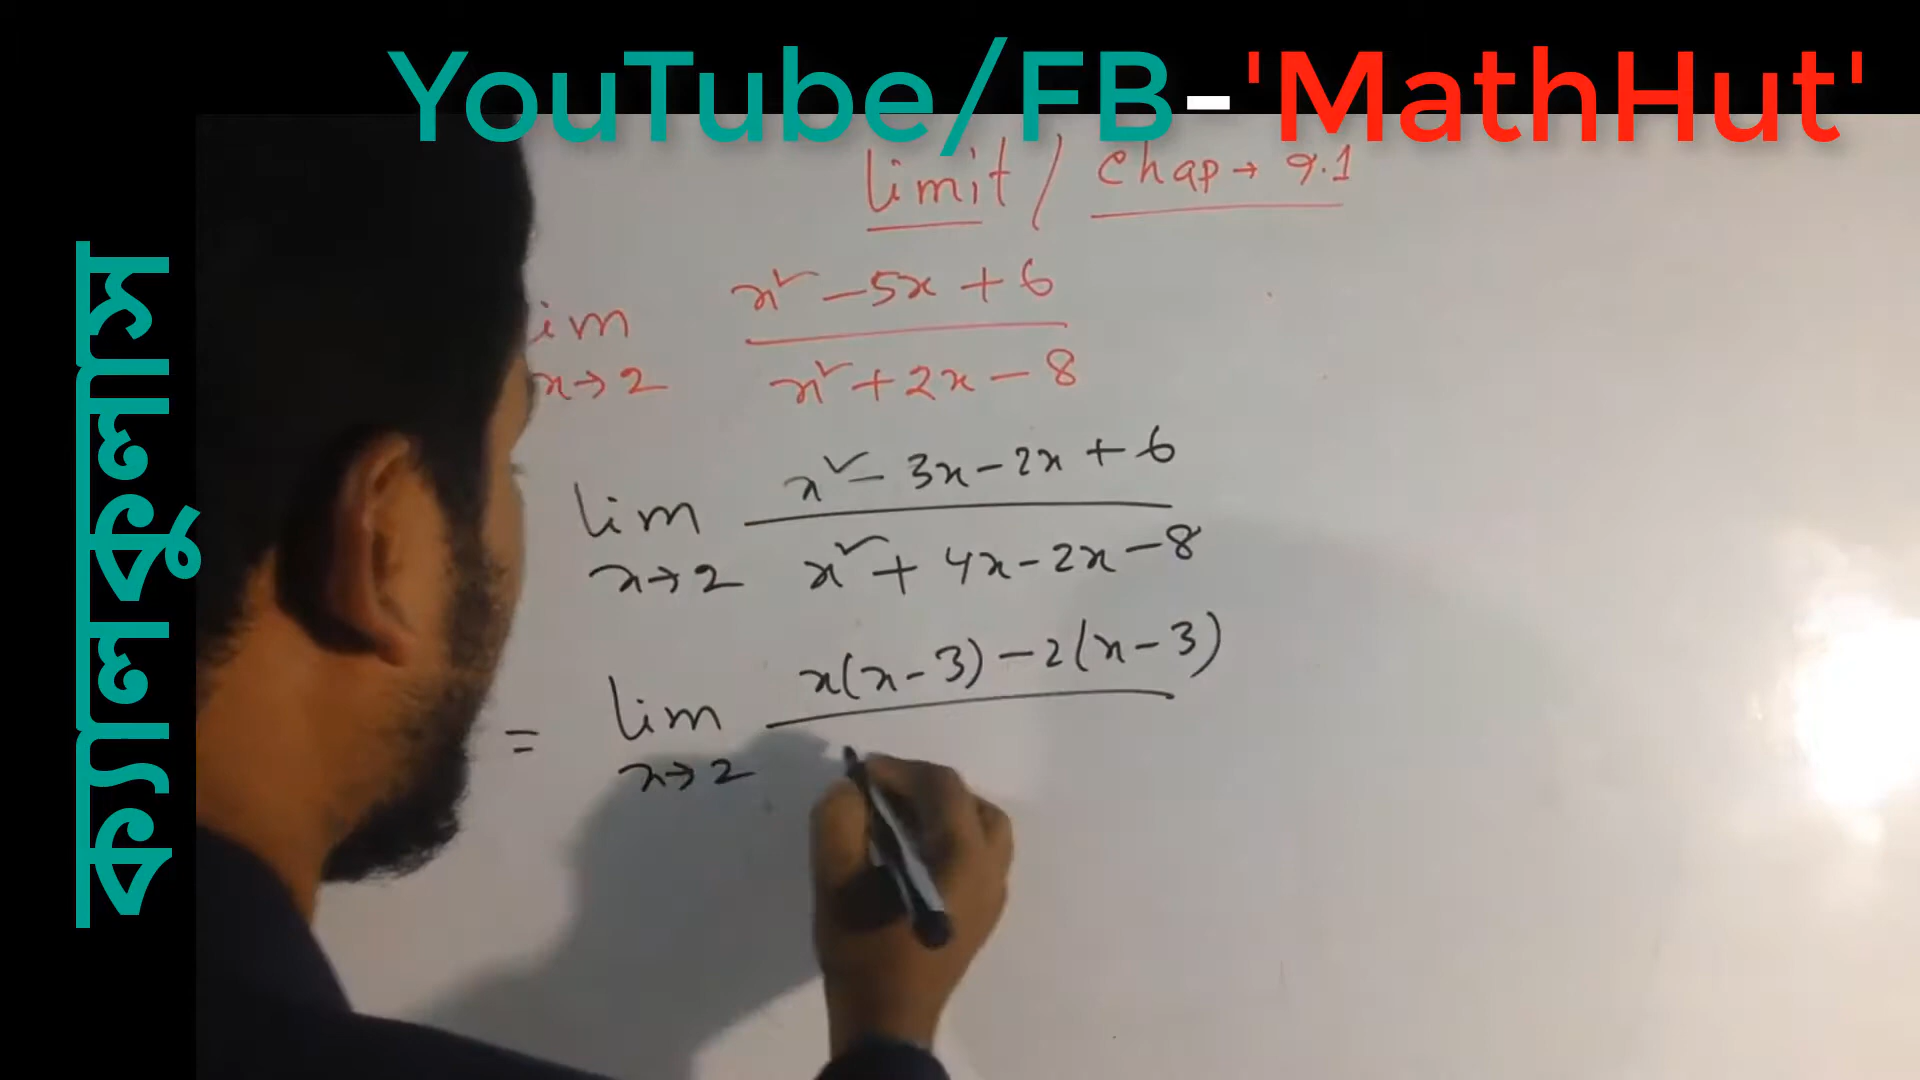 YouTube/FB-'MathHut'
ক্যালকুলাস
limit / Chap → 9.1
im x→2 x² - 5x + 6 / x² + 2x - 8
lim x→2 x² - 3x - 2x + 6 / x² + 4x - 2x - 8
= lim x→2 x(x-3) - 2(x-3)